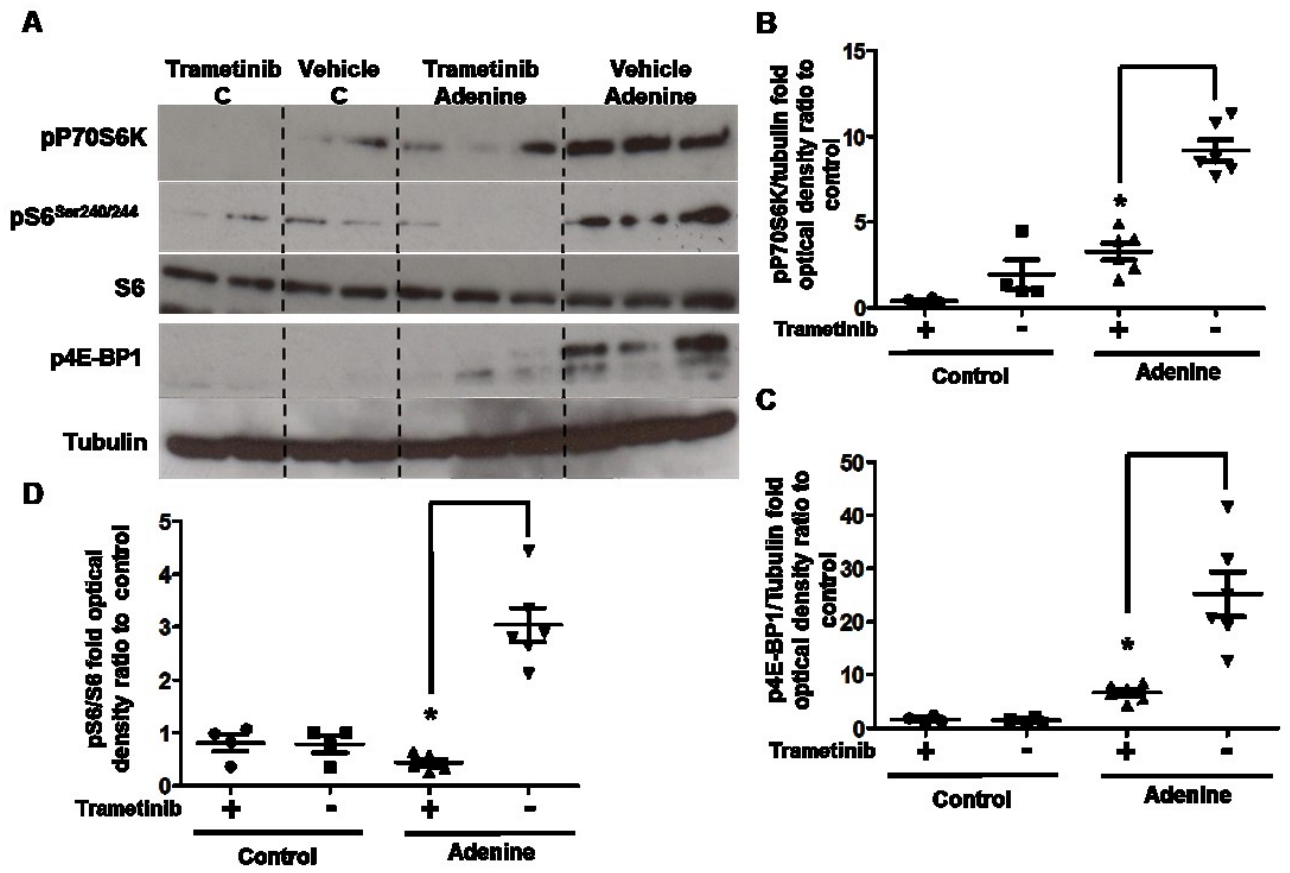 A
Trametinib Vehicle Trametinib Vehicle
C C Adenine Adenine
pP70S6K
pS6Ser240/244
S6
p4E-BP1
Tubulin
B
pP70S6K/tubulin fold
optical density ratio to
control
15
10
5
0
*
Trametinib + - + -
Control Adenine
C
p4E-BP1/Tubulin fold
optical density ratio to
control
50
40
30
20
10
0
*
Trametinib + - + -
Control Adenine
D
pS6/S6 fold optical
density ratio to control
5
4
3
2
1
0
*
Trametinib + - + -
Control Adenine